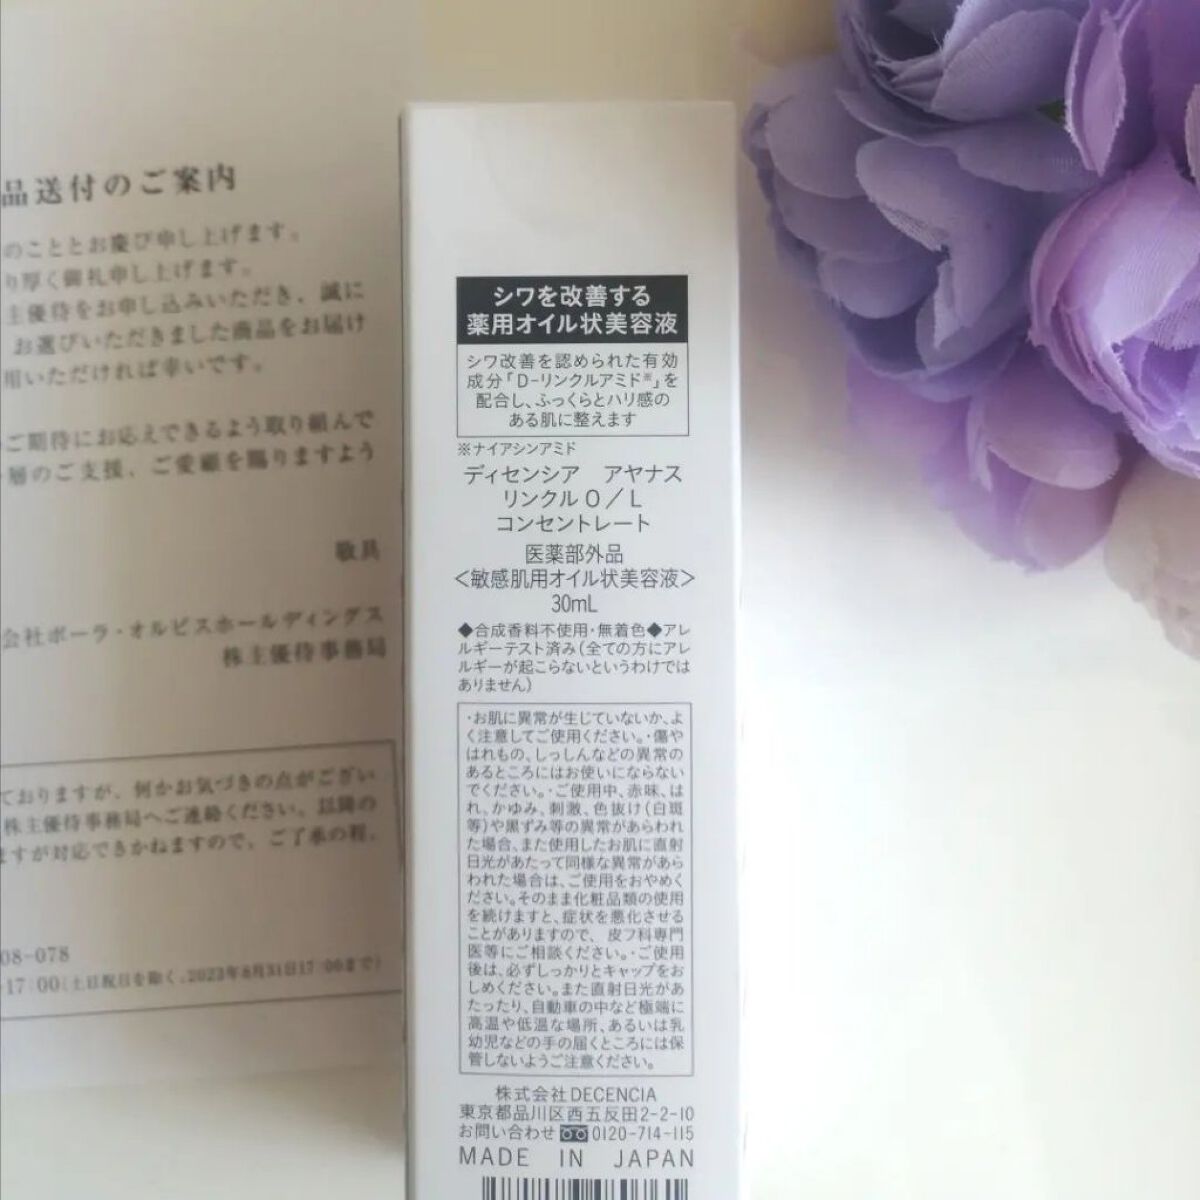 品送付のご案内
のこととお慶び申し上げます。
り厚く御礼申し上げます。
主優待をお申し込みいただき、誠に
お選びいただきました商品をお届け
用いただければ幸いです。
ご期待にお応えできるよう取り組んで
層のご支援、ご愛顧を賜りますよう
敬具
会社ポーラ・オルビスホールディングス
株主優待事務局
ておりますが、何かお気づきの点がござい
株主優待事務局へご連絡ください。以降の
ますが対応できかねますので、ご了承の程、
08-078
-17:00(土日祝日を除く、2023年8月31日17:00まで)
シワを改善する
薬用オイル状美容液
シワ改善を認められた有効
成分「D-リンクルアミド※」を
配合し、ふっくらとハリ感の
ある肌に整えます
※ナイアシンアミド
ディセンシア アヤナス
リンクル O/L
コンセントレート
医薬部外品
<敏感肌用オイル状美容液>
30mL
◆合成香料不使用・無着色◆アレ
ルギーテスト済み(全ての方にアレ
ルギーが起こらないというわけでは
ありません)
・お肌に異常が生じていないか、よ
く注意してご使用ください。・傷や
はれもの、しっしんなどの異常の
あるところにはお使いにならない
でください。・ご使用中、赤味、は
れ、かゆみ、刺激、色抜け(白斑
等)や黒ずみ等の異常があらわれ
た場合、また使用したお肌に直射
日光があたって同様な異常があら
われた場合は、ご使用をおやめく
ださい。そのまま化粧品類の使用
を続けますと、症状を悪化させる
ことがありますので、皮フ科専門
医等にご相談ください。・ご使用
後は、必ずしっかりとキャップをお
しめください。また直射日光があ
たったり、自動車の中など極端に
高温や低温な場所、あるいは乳
幼児などの手の届くところには保
管しないようご注意ください。
株式会社DECENCIA
東京都品川区西五反田2-2-10
お問い合わせ 0120-714-115
MADE IN JAPAN